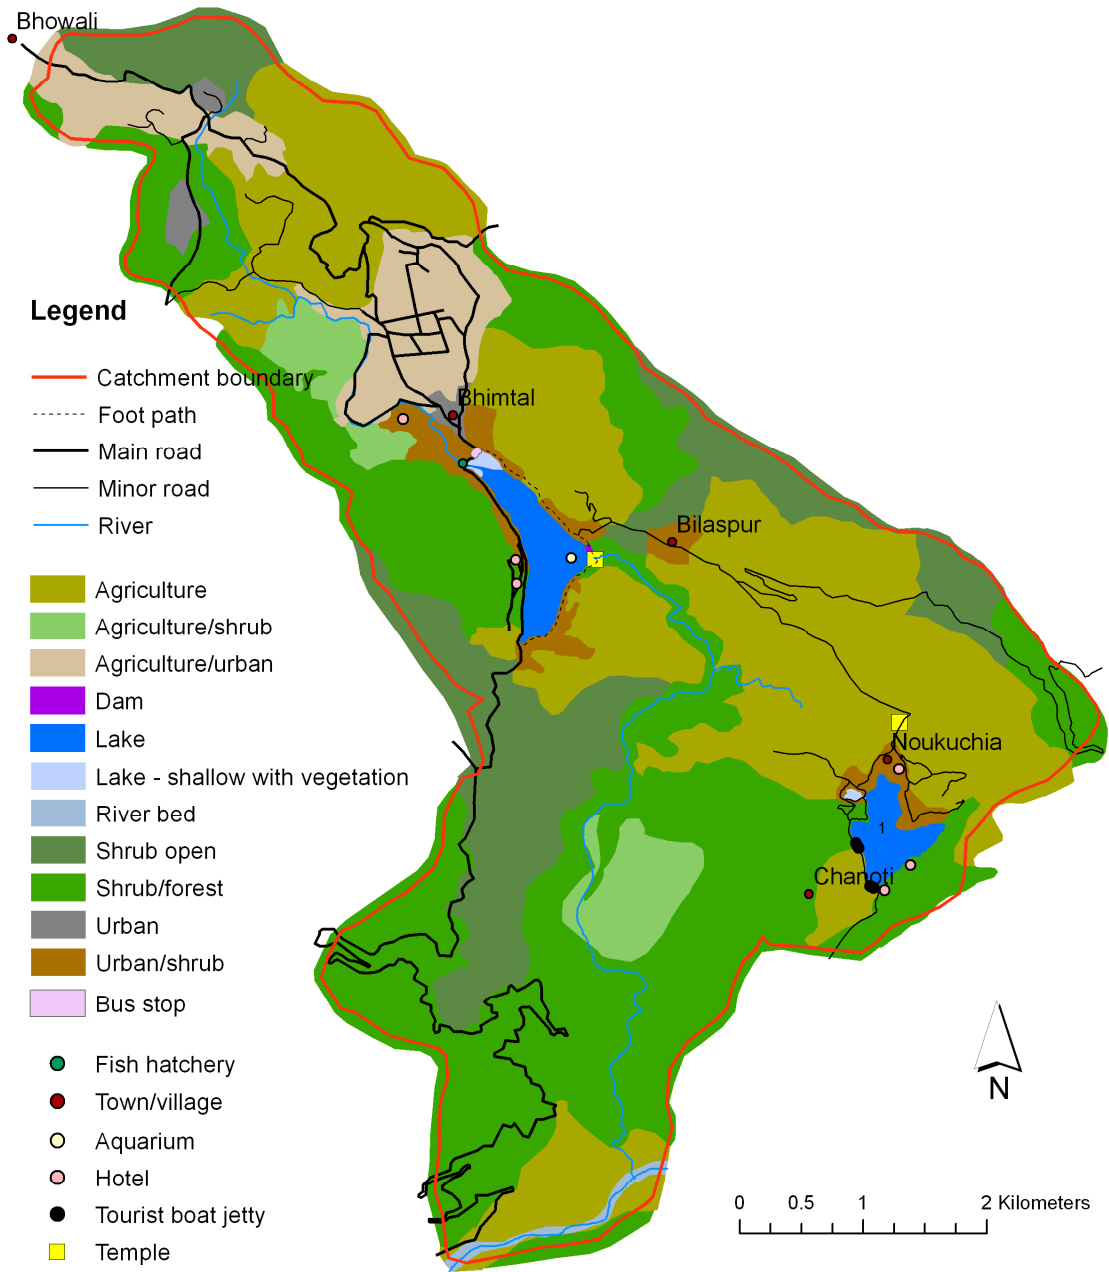 Bhowali
Legend
Catchment boundary
Foot path
Main road
Minor road
River
Agriculture
Agriculture/shrub
Agriculture/urban
Dam
Lake
Lake - shallow with vegetation
River bed
Shrub open
Shrub/forest
Urban
Urban/shrub
Bus stop
Fish hatchery
Town/village
Aquarium
Hotel
Tourist boat jetty
Temple
Bhimtal
Bilaspur
Noukuchia
1
Chanoti
N
0 0.5 1 2 Kilometers